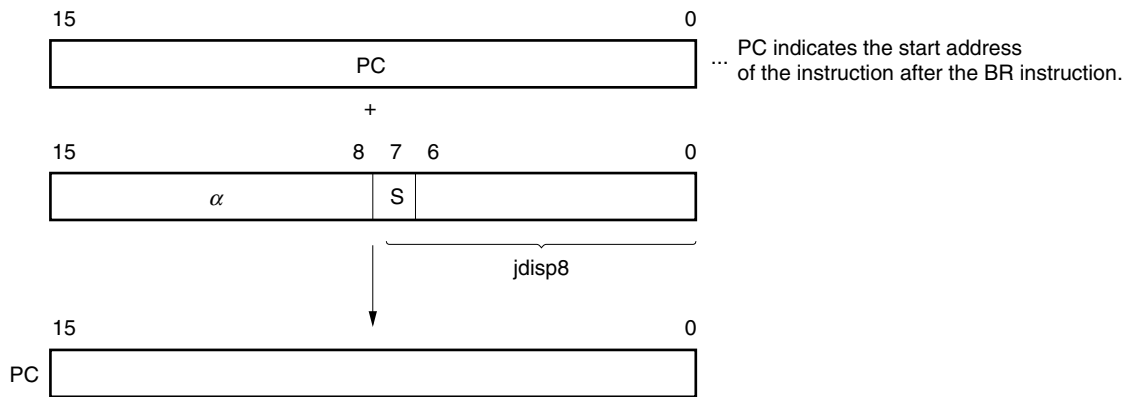 15 0
PC
... PC indicates the start address
of the instruction after the BR instruction.
+
15 8 7 6 0
α S
jdisp8
15 0
PC